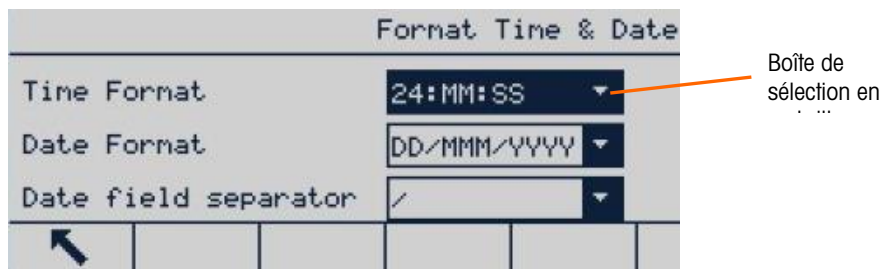 Format Time & Date
Time Format
24:MM:SS
Date Format
DD/MMM/YYYY
Date field separator
/
Boîte de
sélection en